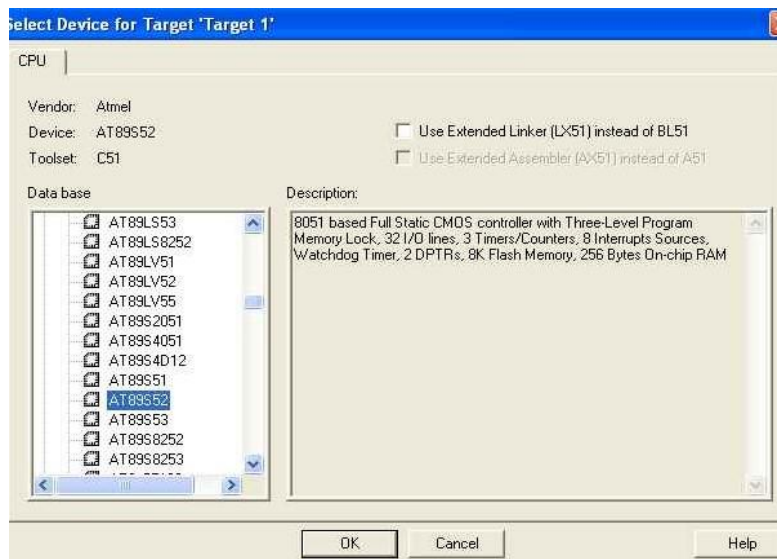 Select Device for Target 'Target 1'
CPU
Vendor: Atmel
Device: AT89S52
Toolset: C51
Use Extended Linker (LX51) instead of BL51
Use Extended Assembler (AX51) instead of A51
Data base
AT89LS53
AT89LS8252
AT89LV51
AT89LV52
AT89LV55
AT89S2051
AT89S4051
AT89S4D12
AT89S51
AT89S52
AT89S53
AT89S8252
AT89S8253
Description:
8051 based Full Static CMOS controller with Three-Level Program
Memory Lock, 32 I/O lines, 3 Timers/Counters, 8 Interrupts Sources,
Watchdog Timer, 2 DPTRs, 8K Flash Memory, 256 Bytes On-chip RAM
OK
Cancel
Help